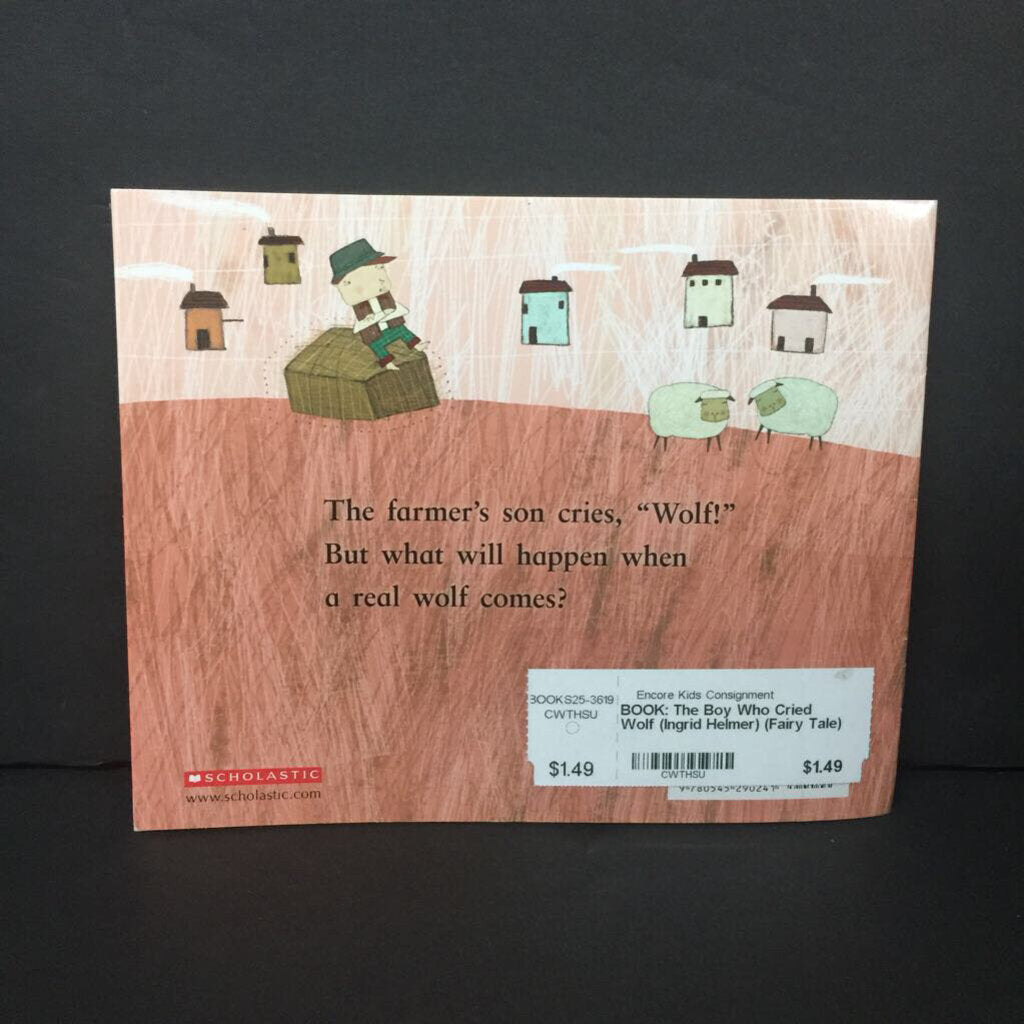 The farmer's son cries, “Wolf!”
But what will happen when
a real wolf comes?
BOOKS25-3619
CWTHSU
$1.49
Encore Kids Consignment
BOOK: The Boy Who Cried
Wolf (Ingrid Helmer) (Fairy Tale)
CWTHSU
$1.49
SCHOLASTIC
www.scholastic.com